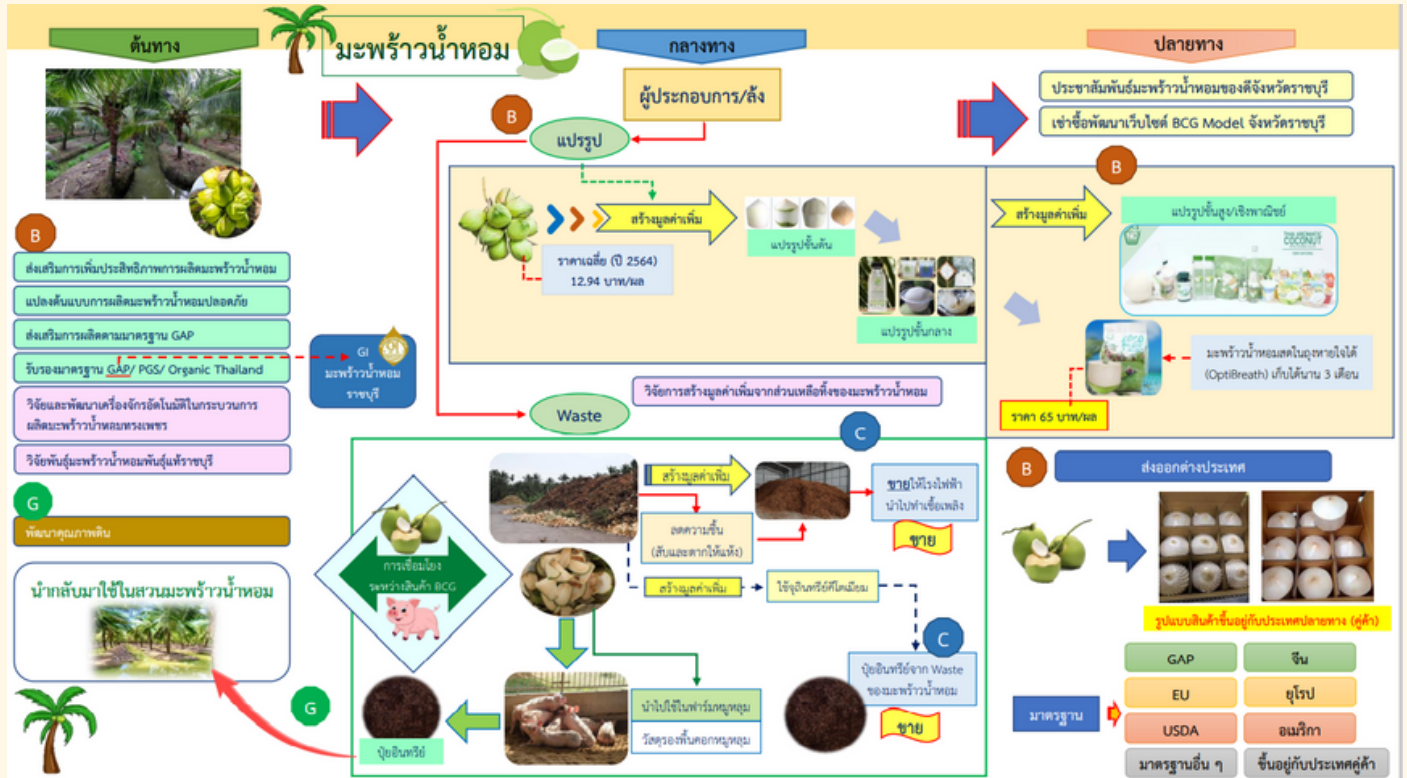 ต้นทาง
มะพร้าวน้ำหอม
กลางทาง
ปลายทาง
ผู้ประกอบการ/ล้ง
ประชาสัมพันธ์มะพร้าวน้ำหอมของดีจังหวัดราชบุรี
เช่าซื้อพัฒนาเว็บไซต์ BCG Model จังหวัดราชบุรี
B
แปรรูป
B
สร้างมูลค่าเพิ่ม
แปรรูปขั้นต้น
ราคาเฉลี่ย (ปี 2564)
12.94 บาท/ผล
แปรรูปขั้นกลาง
สร้างมูลค่าเพิ่ม
แปรรูปขั้นสูง/เชิงพาณิชย์
COCONUT
มะพร้าวน้ำหอมสดในถุงหายใจได้
(OptiBreath) เก็บได้นาน 3 เดือน
ราคา 65 บาท/ผล
B
ส่งเสริมการเพิ่มประสิทธิภาพการผลิตมะพร้าวน้ำหอม
แปลงต้นแบบการผลิตมะพร้าวน้ำหอมปลอดภัย
ส่งเสริมการผลิตตามมาตรฐาน GAP
รับรองมาตรฐาน GAP/ PGS/ Organic Thailand
วิจัยและพัฒนาเครื่องจักรอัตโนมัติในกระบวนการ
ผลิตมะพร้าวน้ำหอมทรงเพชร
วิจัยพันธุ์มะพร้าวน้ำหอมพันธุ์แท้ราชบุรี
GI
มะพร้าวน้ำหอม
ราชบุรี
G
พัฒนาคุณภาพดิน
นำกลับมาใช้ในสวนมะพร้าวน้ำหอม
G
วิจัยการสร้างมูลค่าเพิ่มจากส่วนเหลือทิ้งของมะพร้าวน้ำหอม
Waste
C
สร้างมูลค่าเพิ่ม
ขายให้โรงไฟฟ้า
นำไปทำเชื้อเพลิง
ขาย
ลดความชื้น
(สับและตากให้แห้ง)
การเชื่อมโยง
ระหว่างสินค้า BCG
สร้างมูลค่าเพิ่ม
ใช้จุลินทรีย์คีโตเมียม
C
ปุ๋ยอินทรีย์จาก Waste
ของมะพร้าวน้ำหอม
ขาย
นำไปใช้ในฟาร์มหมูหลุม
วัสดุรองพื้นคอกหมูหลุม
ปุ๋ยอินทรีย์
B
ส่งออกต่างประเทศ
รูปแบบสินค้าขึ้นอยู่กับประเทศปลายทาง (คู่ค้า)
มาตรฐาน
GAP
จีน
EU
ยุโรป
USDA
อเมริกา
มาตรฐานอื่น ๆ
ขึ้นอยู่กับประเทศคู่ค้า